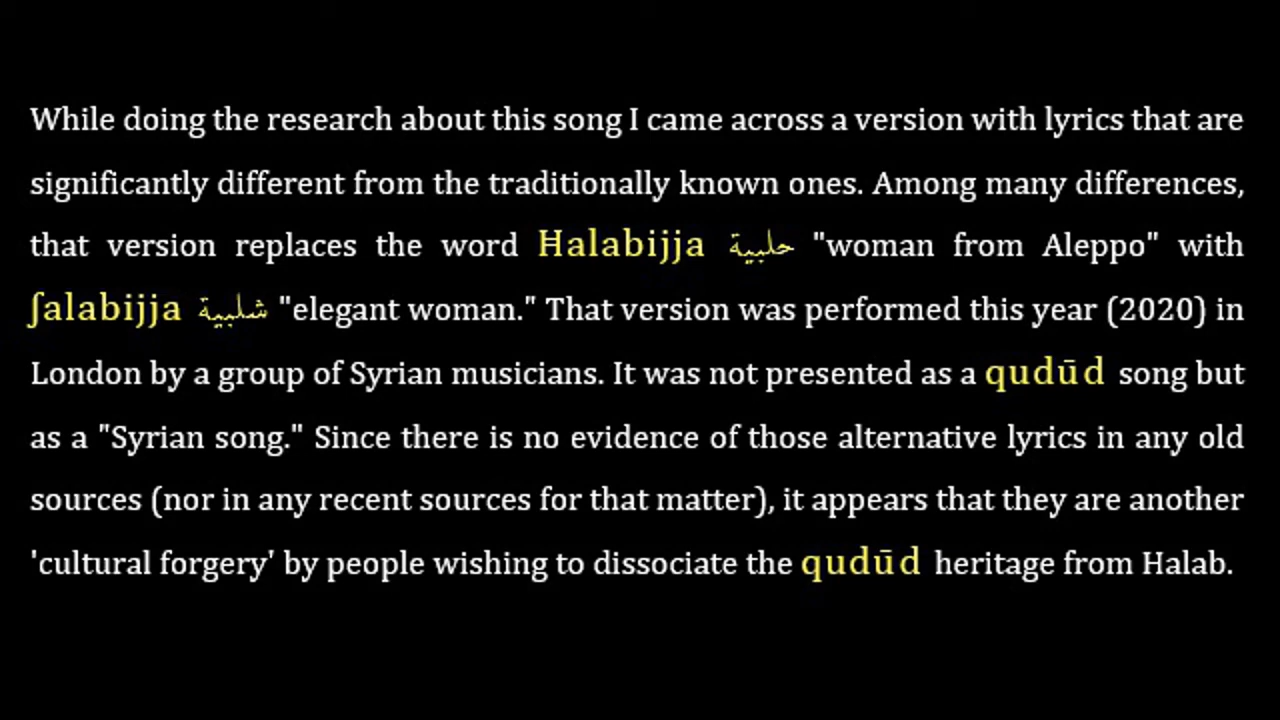 While doing the research about this song I came across a version with lyrics that are
significantly different from the traditionally known ones. Among many differences,
that version replaces the word Halabijja حلبية "woman from Aleppo" with
ʃalabijja شلبية "elegant woman." That version was performed this year (2020) in
London by a group of Syrian musicians. It was not presented as a qudūd song but
as a "Syrian song." Since there is no evidence of those alternative lyrics in any old
sources (nor in any recent sources for that matter), it appears that they are another
'cultural forgery' by people wishing to dissociate the qudūd heritage from Halab.